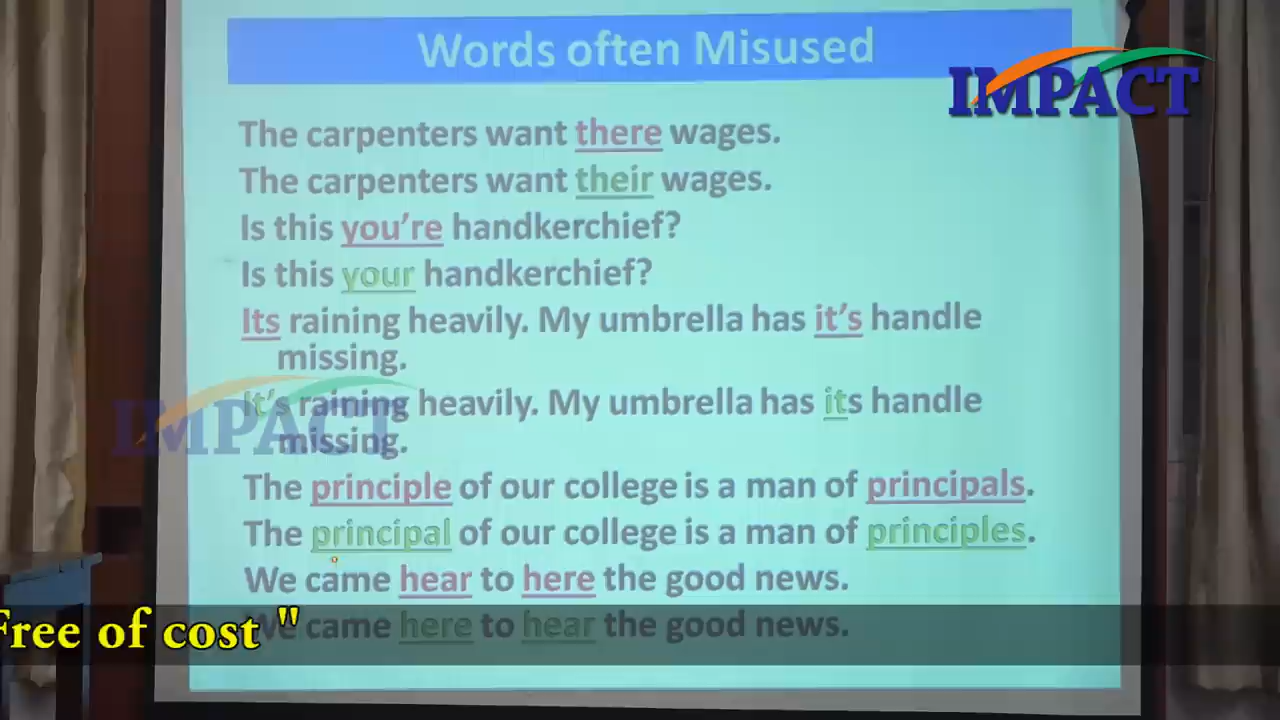 Words often Misused
IMPACT
The carpenters want there wages.
The carpenters want their wages.
Is this you're handkerchief?
Is this your handkerchief?
Its raining heavily. My umbrella has it's handle
missing.
It's raining heavily. My umbrella has its handle
missing.
IMPACT
The principle of our college is a man of principals.
The principal of our college is a man of principles.
We came hear to here the good news.
We came here to hear the good news.
Free of cost "